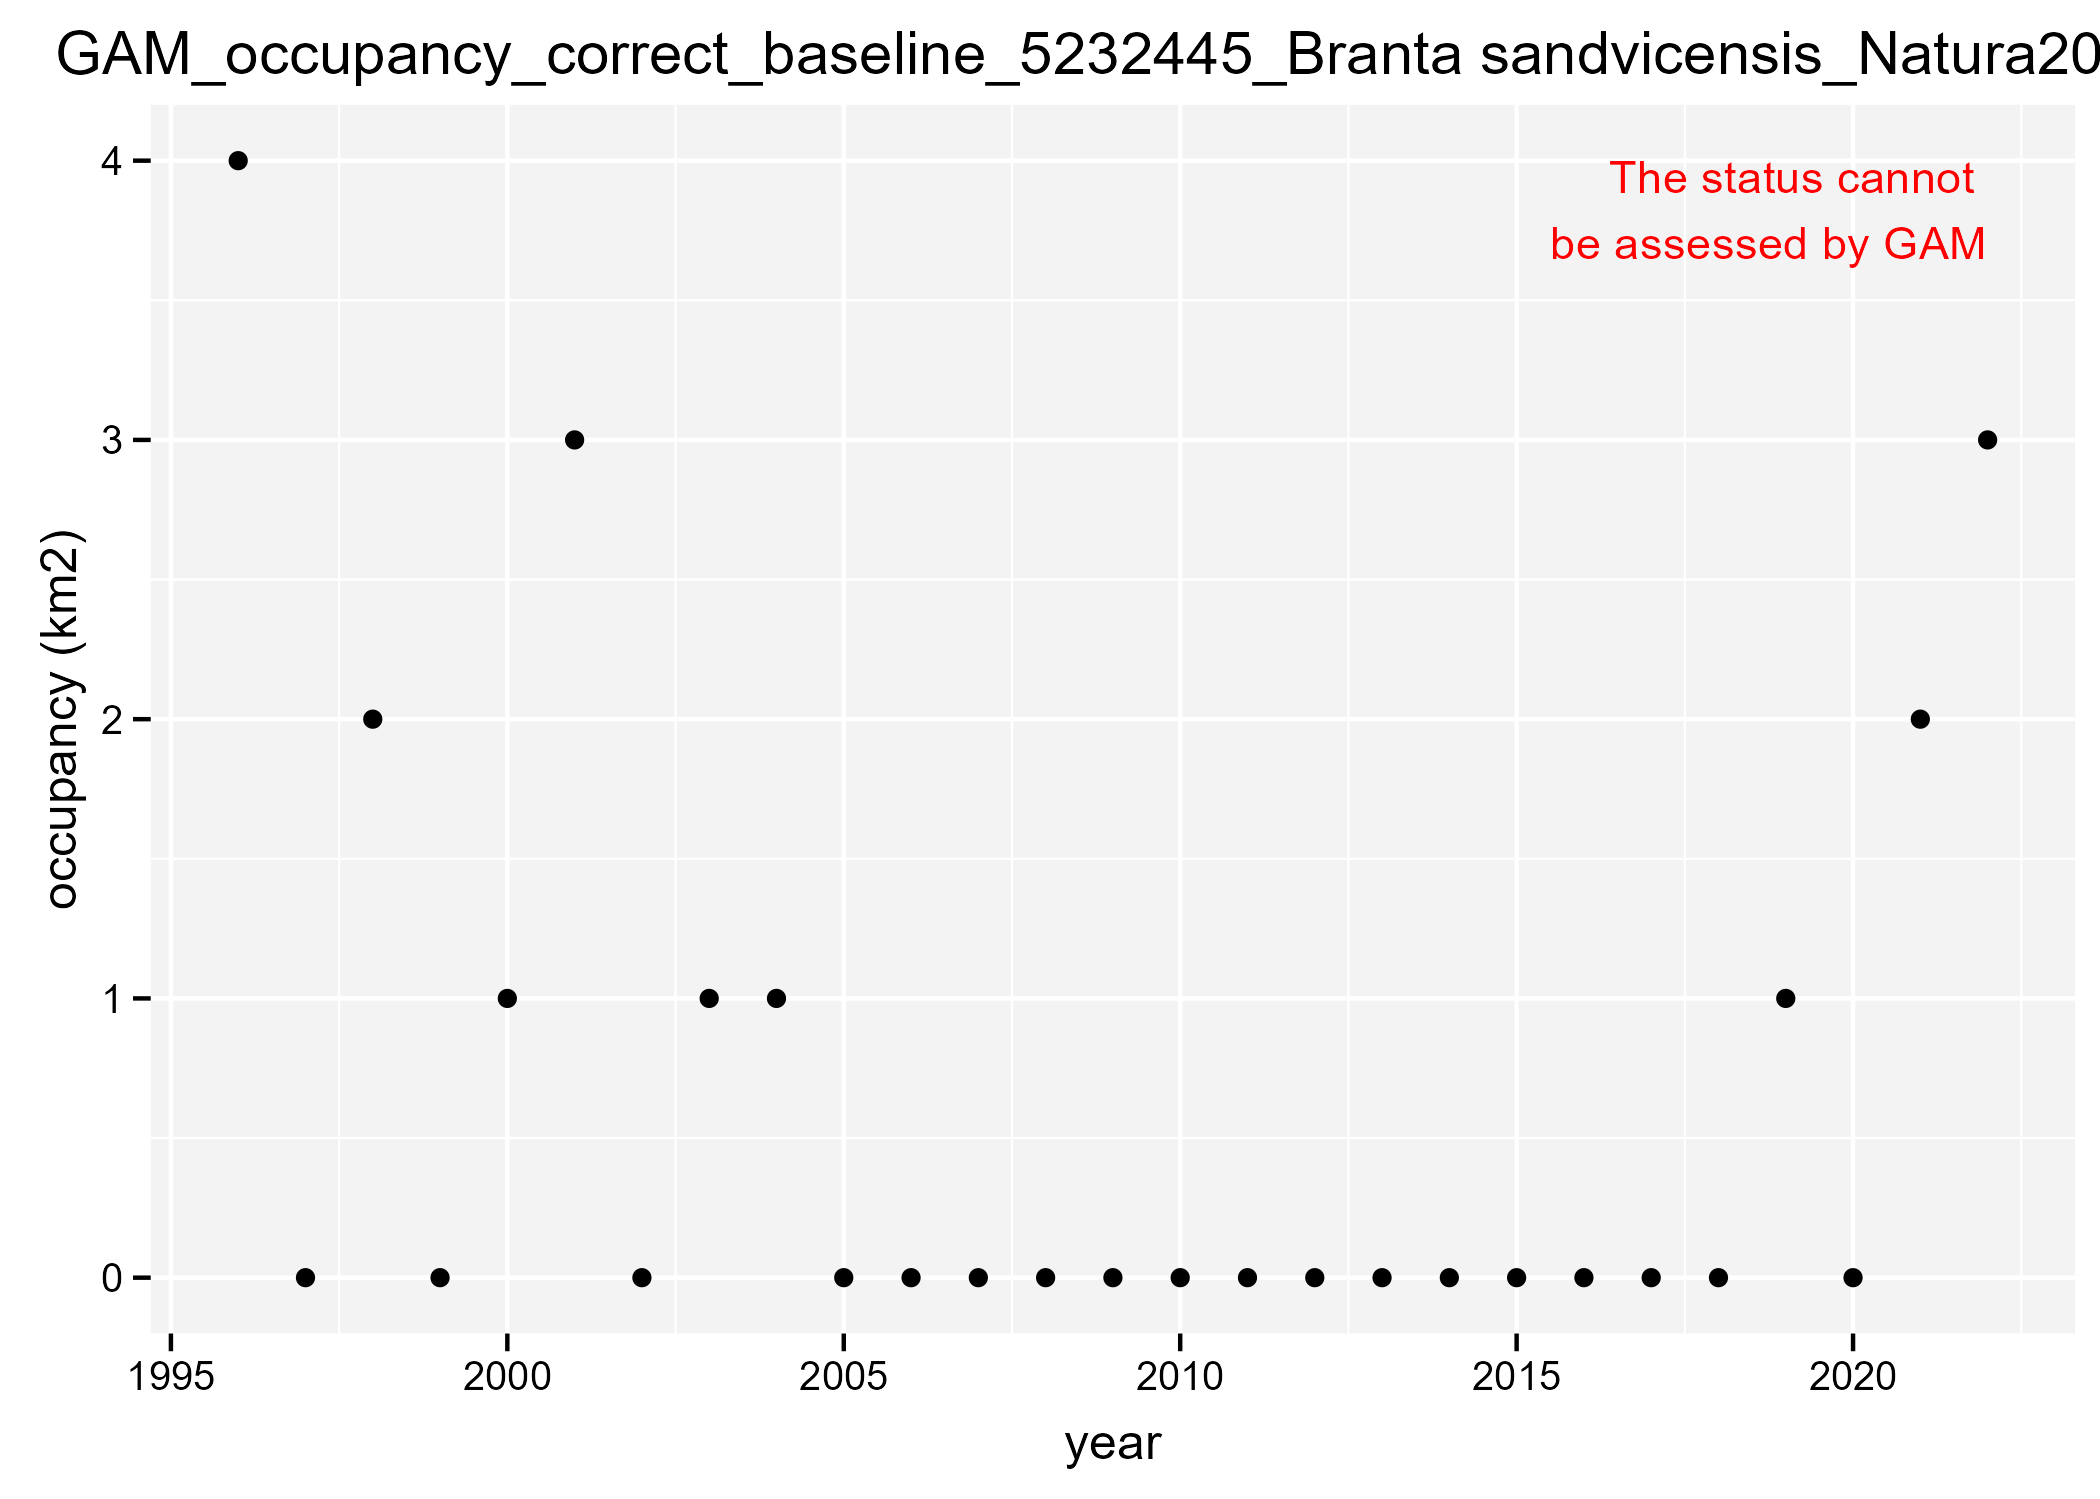 GAM_occupancy_correct_baseline_5232445_Branta sandvicensis_Natura20
The status cannot
be assessed by GAM
4
3
2
1
0
occupancy (km2)
1995 2000 2005 2010 2015 2020
year